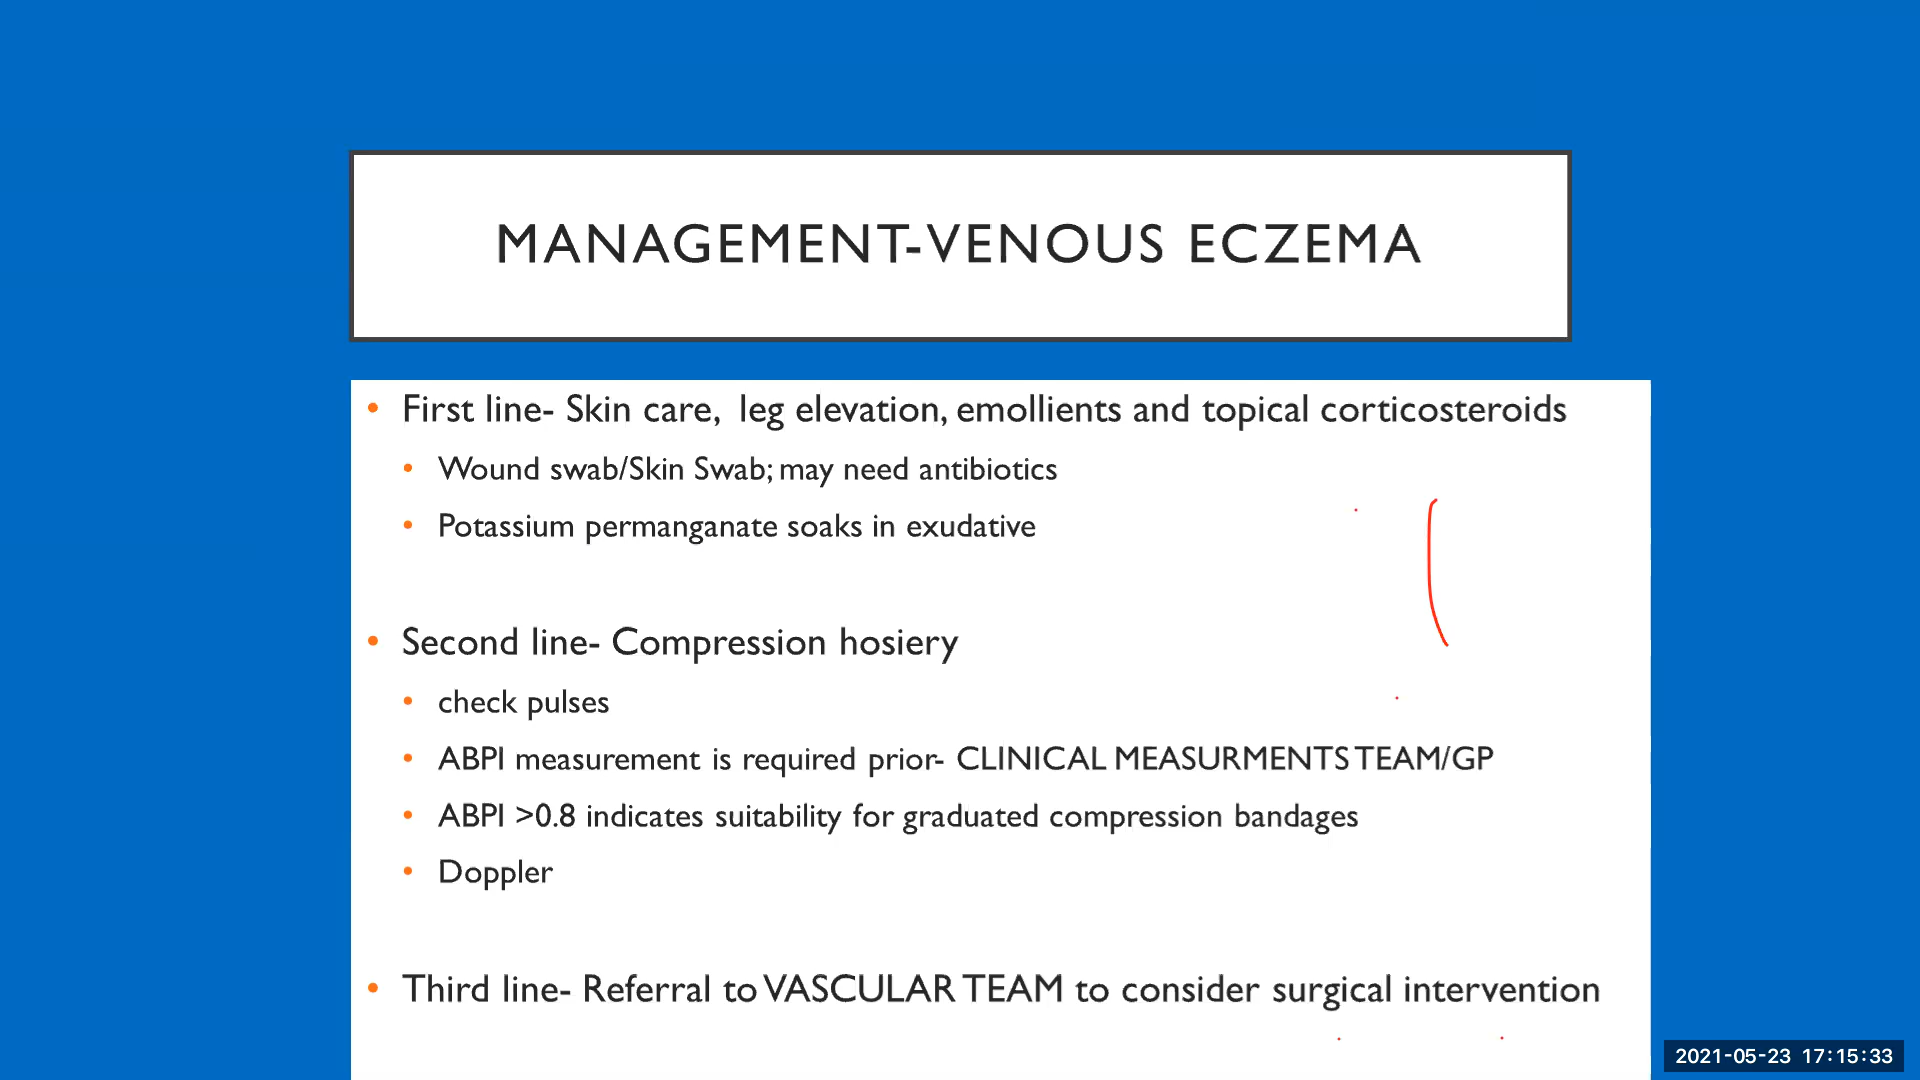 MANAGEMENT-VENOUS ECZEMA
• First line- Skin care, leg elevation, emollients and topical corticosteroids
• Wound swab/Skin Swab; may need antibiotics
• Potassium permanganate soaks in exudative
• Second line- Compression hosiery
• check pulses
• ABPI measurement is required prior- CLINICAL MEASURMENTS TEAM/GP
• ABPI >0.8 indicates suitability for graduated compression bandages
• Doppler
• Third line- Referral to VASCULAR TEAM to consider surgical intervention
2021-05-23 17:15:33